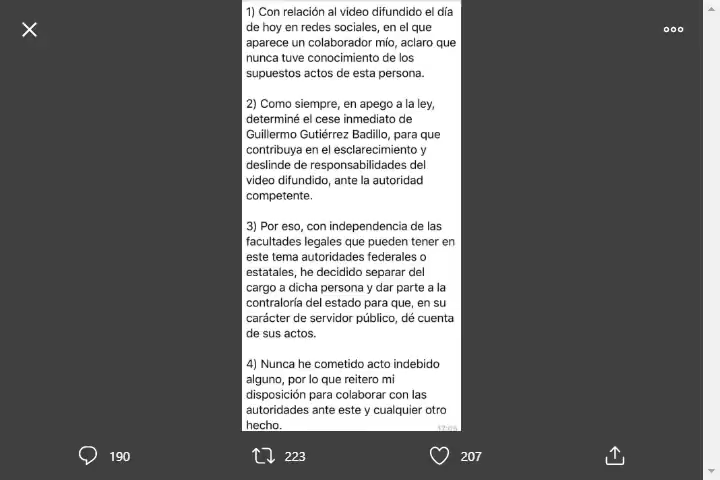 1) Con relación al video difundido el día
de hoy en redes sociales, en el que
aparece un colaborador mío, aclaro que
nunca tuve conocimiento de los
supuestos actos de esta persona.
2) Como siempre, en apego a la ley,
determiné el cese inmediato de
Guillermo Gutiérrez Badillo, para que
contribuya en el esclarecimiento y
deslinde de responsabilidades del
video difundido, ante la autoridad
competente.
3) Por eso, con independencia de las
facultades legales que pueden tener en
este tema autoridades federales o
estatales, he decidido separar del
cargo a dicha persona y dar parte a la
contraloría del estado para que, en su
carácter de servidor público, dé cuenta
de sus actos.
4) Nunca he cometido acto indebido
alguno, por lo que reitero mi
disposición para colaborar con las
autoridades ante este y cualquier otro
hecho.
17:05
190 223 207